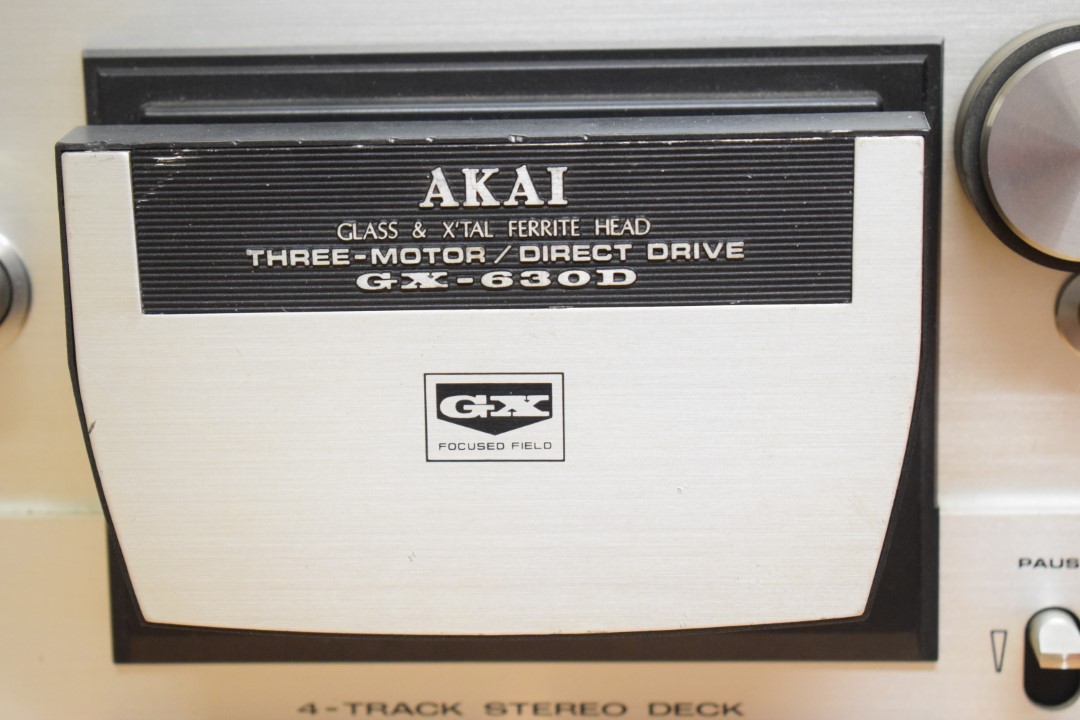 AKAI
GLASS & X'TAL FERRITE HEAD
THREE-MOTOR / DIRECT DRIVE
GX-630D
GX
FOCUSED FIELD
PAUS
4-TRACK STEREO DECK